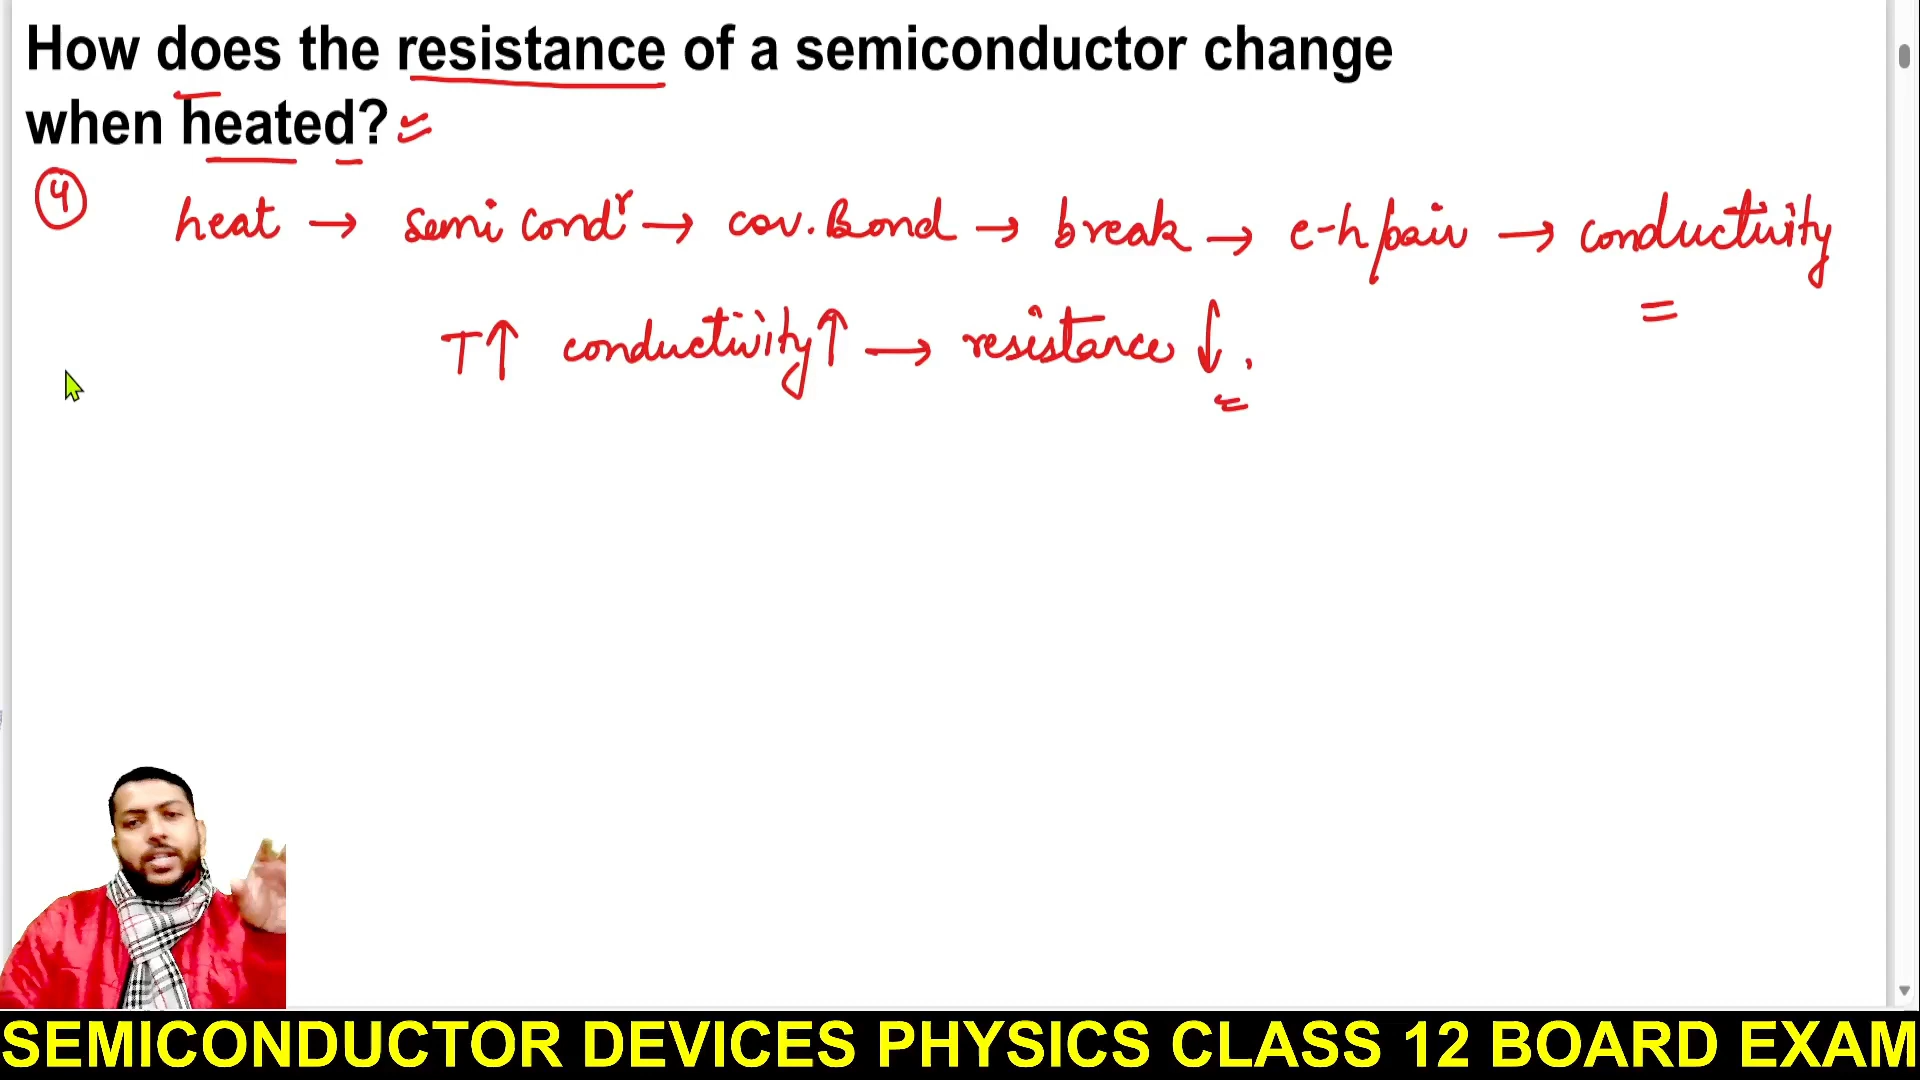 How does the resistance of a semiconductor change
when heated?
4
heat → semi condr → cov. Bond → break → e-h pair → conductivity
T↑ conductivity↑ → resistance ↓.
SEMICONDUCTOR DEVICES PHYSICS CLASS 12 BOARD EXAM